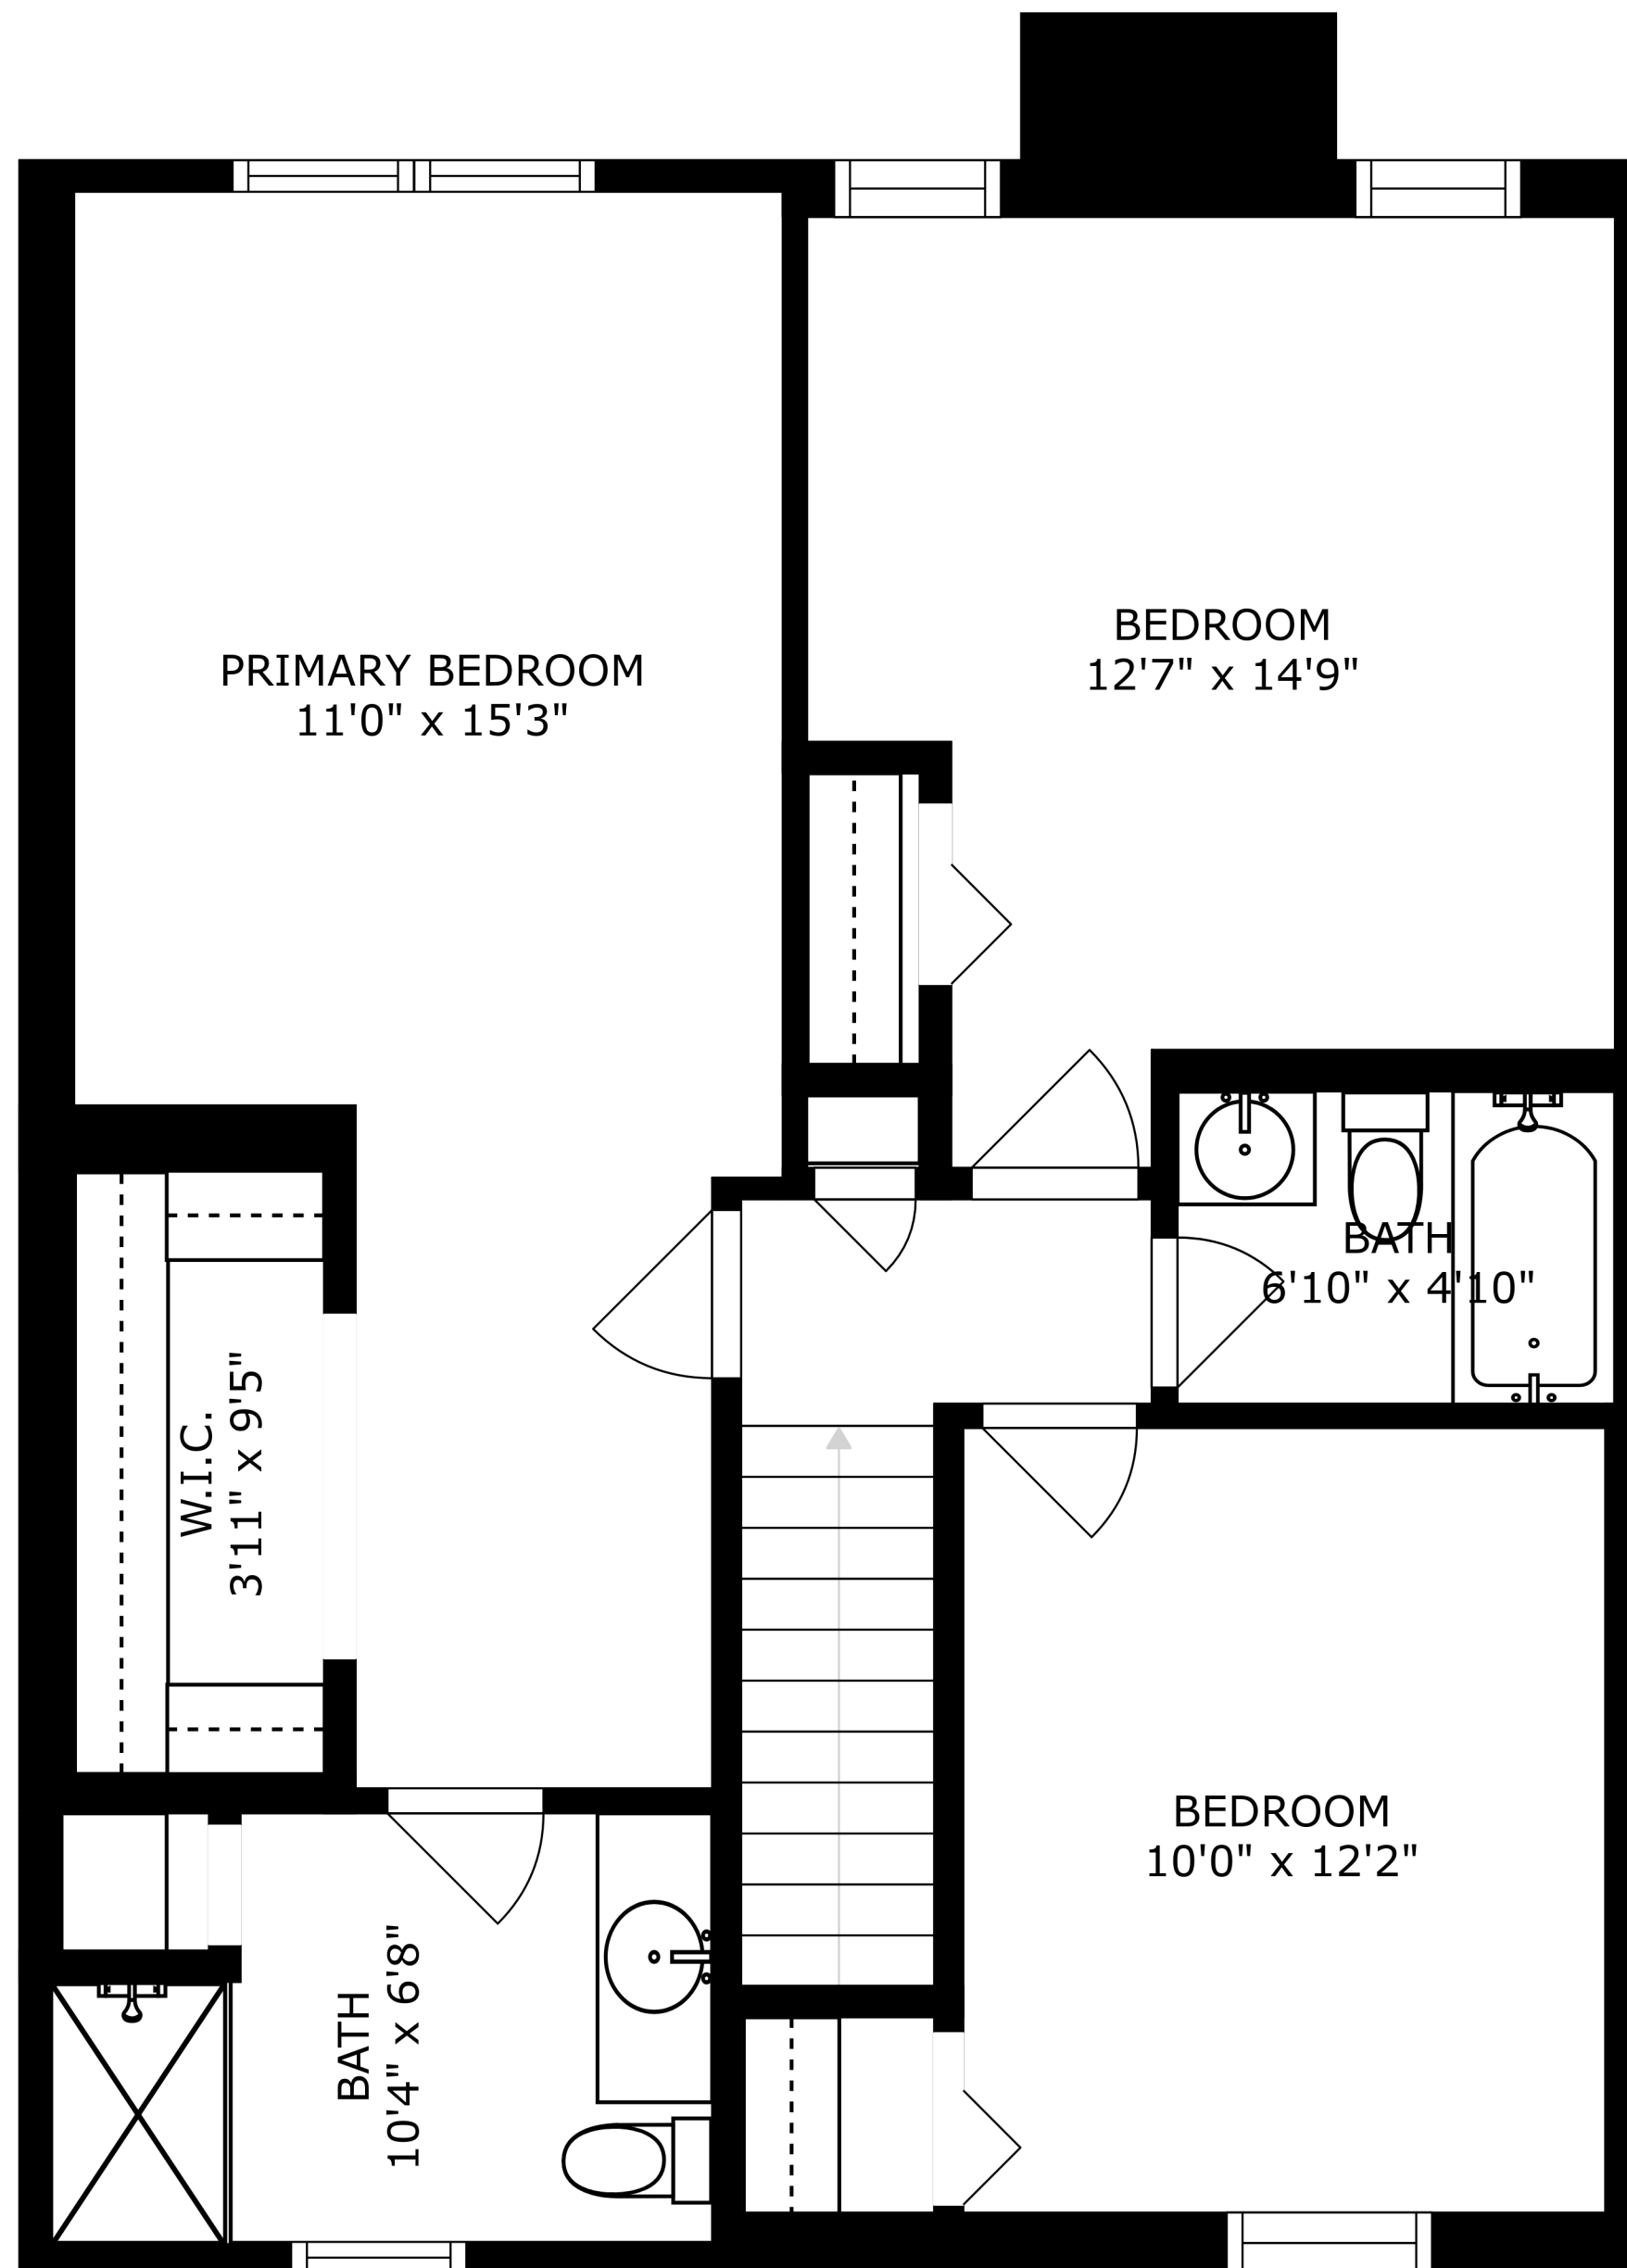 BEDROOM
12'7" x 14'9"
PRIMARY BEDROOM
11'0" x 15'3"
BATH
6'10" x 4'10"
W.I.C.
3'11" x 9'5"
BEDROOM
10'0" x 12'2"
BATH
10'4" x 6'8"